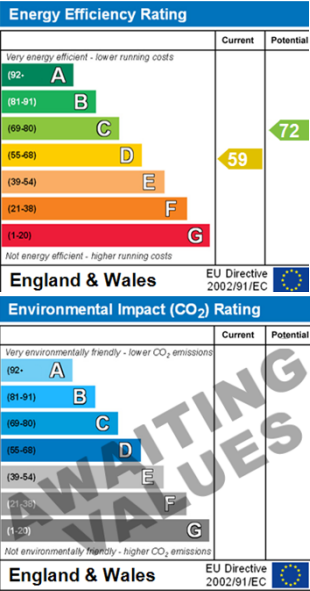 Energy Efficiency Rating
Current Potential
Very energy efficient - lower running costs
(92- A
(81-91) B
(69-80) C
72
(55-68) D
59
(39-54) E
(21-38) F
(1-20) G
Not energy efficient - higher running costs
England & Wales
EU Directive
2002/91/EC
Environmental Impact (CO2) Rating
Current Potential
Very environmentally friendly - lower CO2 emissions
(92- A
(81-91) B
(69-80) C
(55-68) D
(39-54) E
(21-38) F
(1-20) G
AWAITING
VALUES
Not environmentally friendly - higher CO2 emissions
England & Wales
EU Directive
2002/91/EC